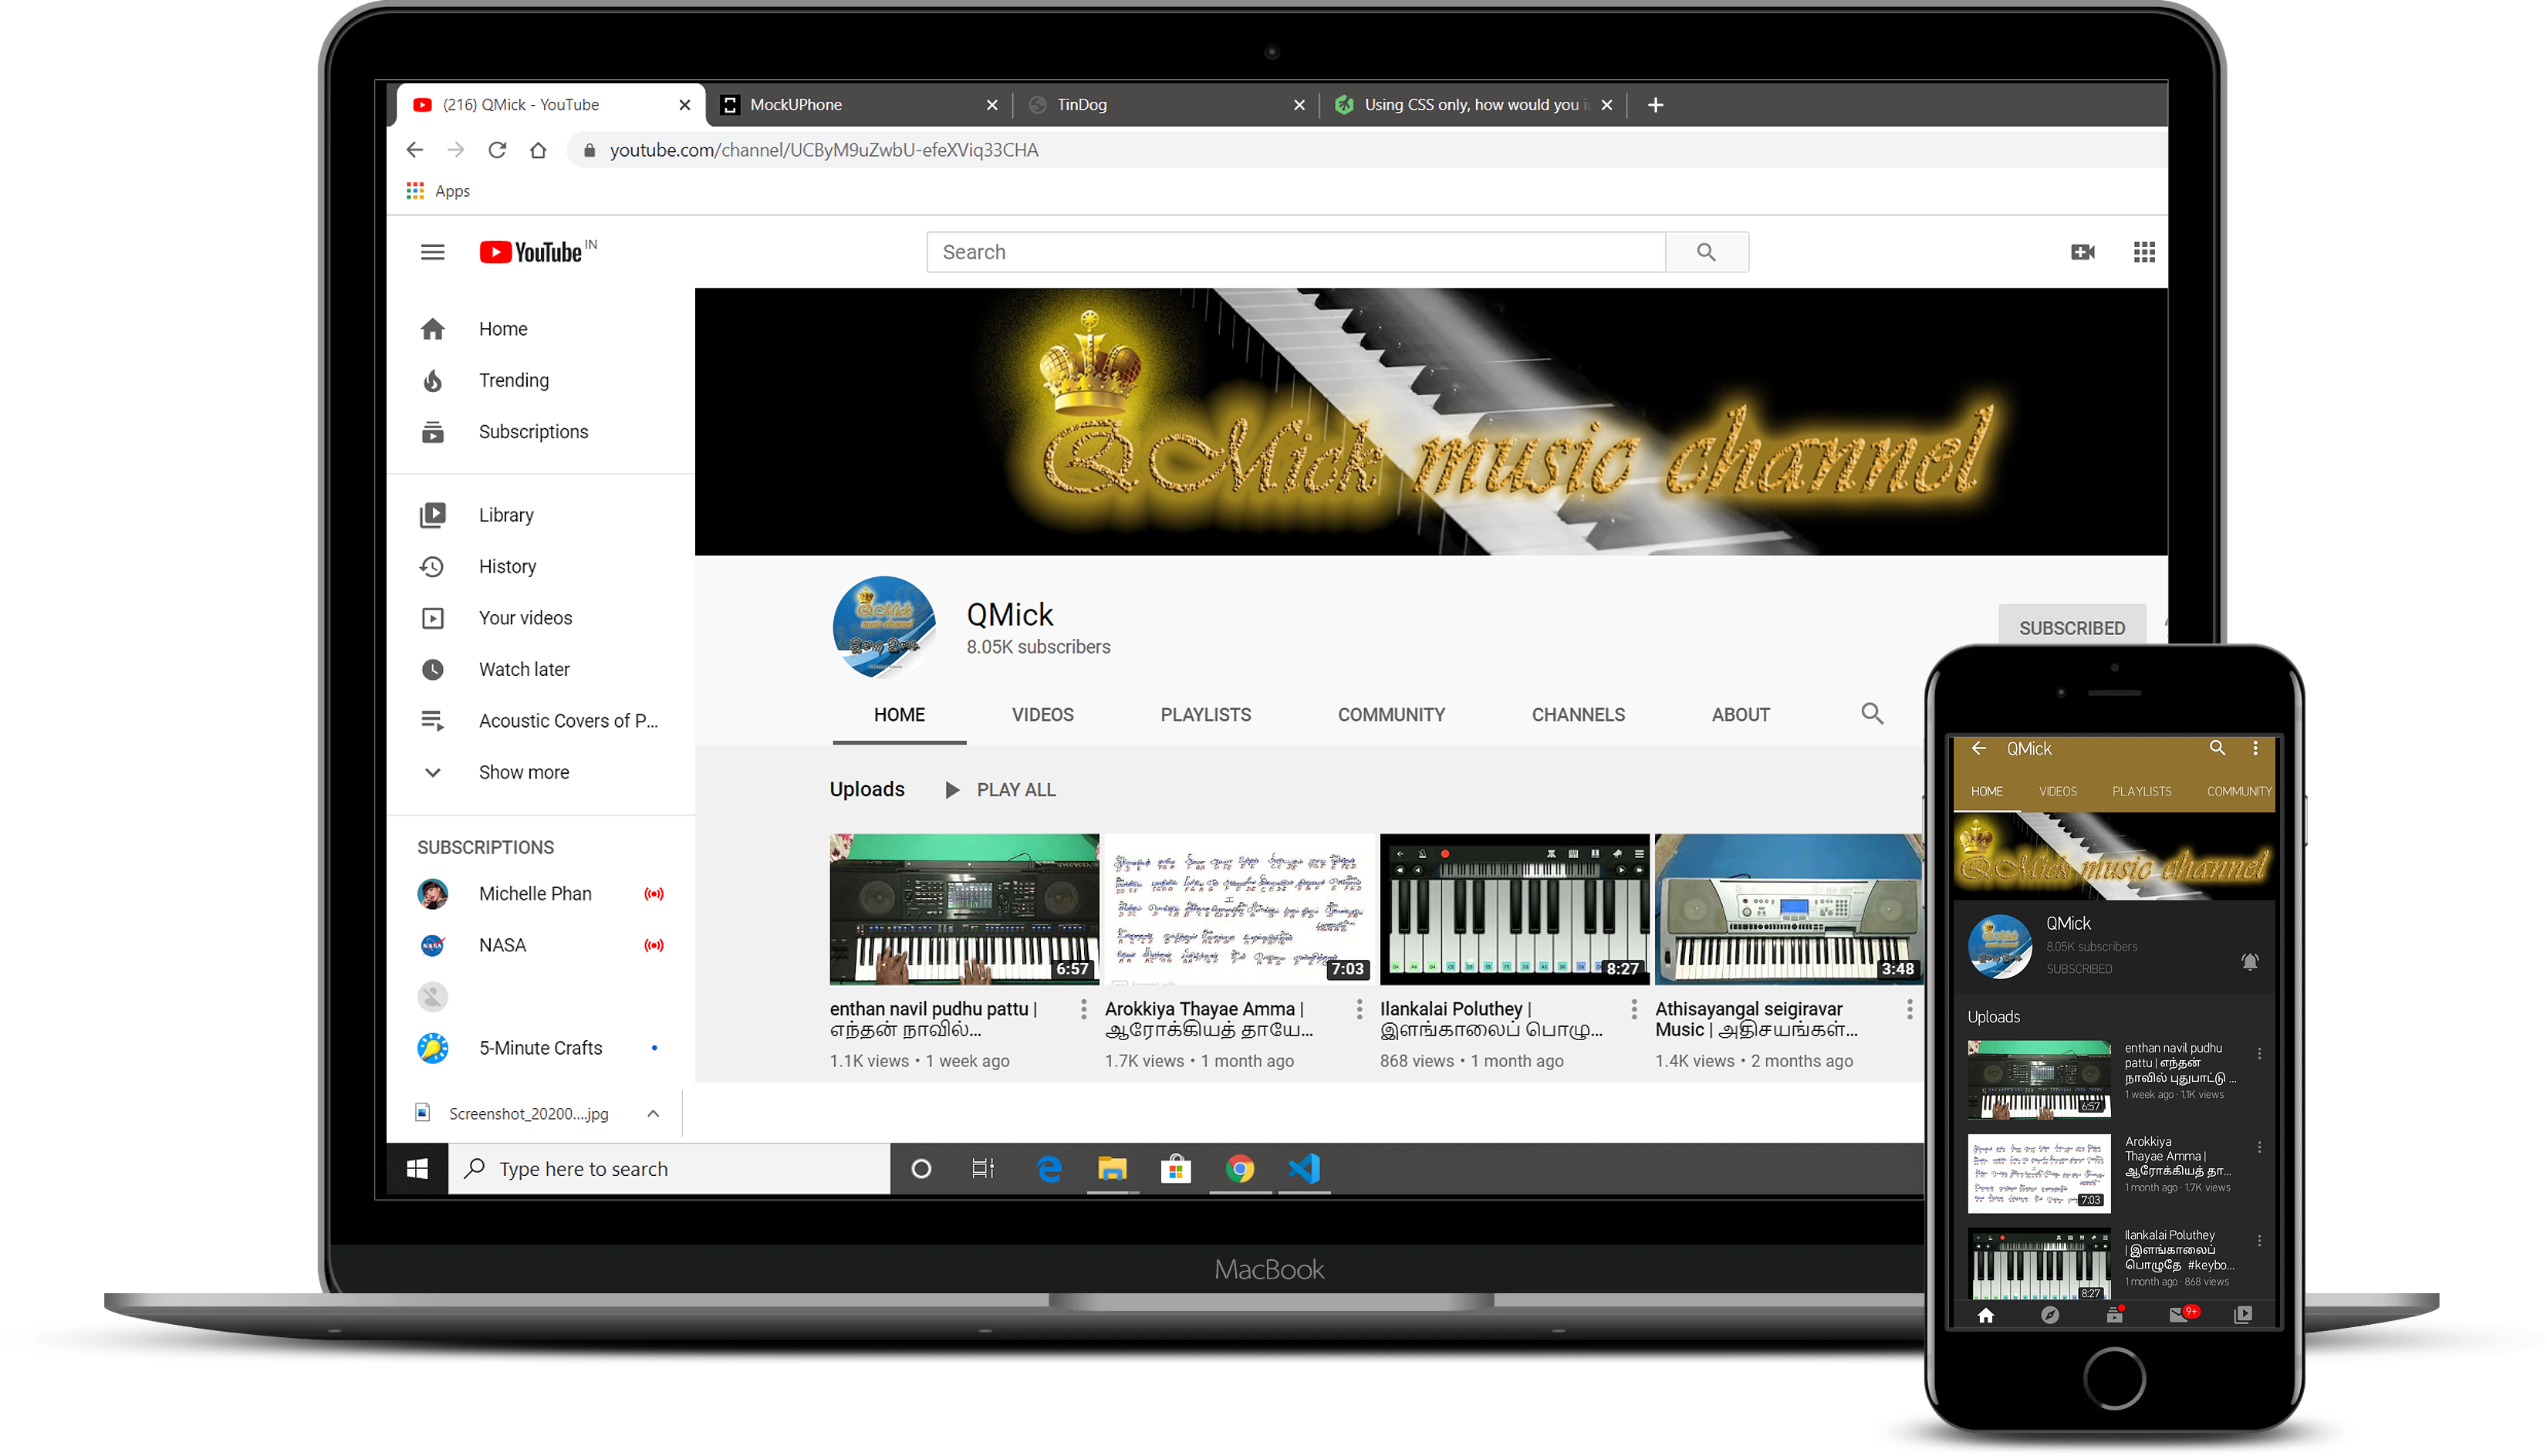 (216) QMick - YouTube
MockUPhone
TinDog
Using CSS only, how would you i
youtube.com/channel/UCByM9uZwbU-efeXViq33CHA
Apps
YouTube IN
Search
Home
Trending
Subscriptions
Library
History
Your videos
Watch later
Acoustic Covers of P...
Show more
SUBSCRIPTIONS
Michelle Phan
NASA
5-Minute Crafts
QMick music channel
QMick
8.05K subscribers
SUBSCRIBED
HOME
VIDEOS
PLAYLISTS
COMMUNITY
CHANNELS
ABOUT
Uploads
PLAY ALL
6:57
enthan navil pudhu pattu |
எந்தன் நாவில்...
1.1K views • 1 week ago
7:03
Arokkiya Thayae Amma |
ஆரோக்கியத் தாயே...
1.7K views • 1 month ago
8:27
Ilankalai Poluthey |
இளங்காலைப் பொழு...
868 views • 1 month ago
3:48
Athisayangal seigiravar
Music | அதிசயங்கள்...
1.4K views • 2 months ago
Screenshot_20200....jpg
Type here to search
MacBook
QMick
HOME
VIDEOS
PLAYLISTS
COMMUNITY
QMick music channel
QMick
8.05K subscribers
SUBSCRIBED
Uploads
6:57
enthan navil pudhu
pattu | எந்தன்
நாவில் புதுபாட்டு ...
1 week ago · 1.1K views
7:03
Arokkiya
Thayae Amma |
ஆரோக்கியத் தா...
1 month ago · 1.7K views
8:27
Ilankalai Poluthey
| இளங்காலைப்
பொழுதே #keybo...
1 month ago · 868 views
9+